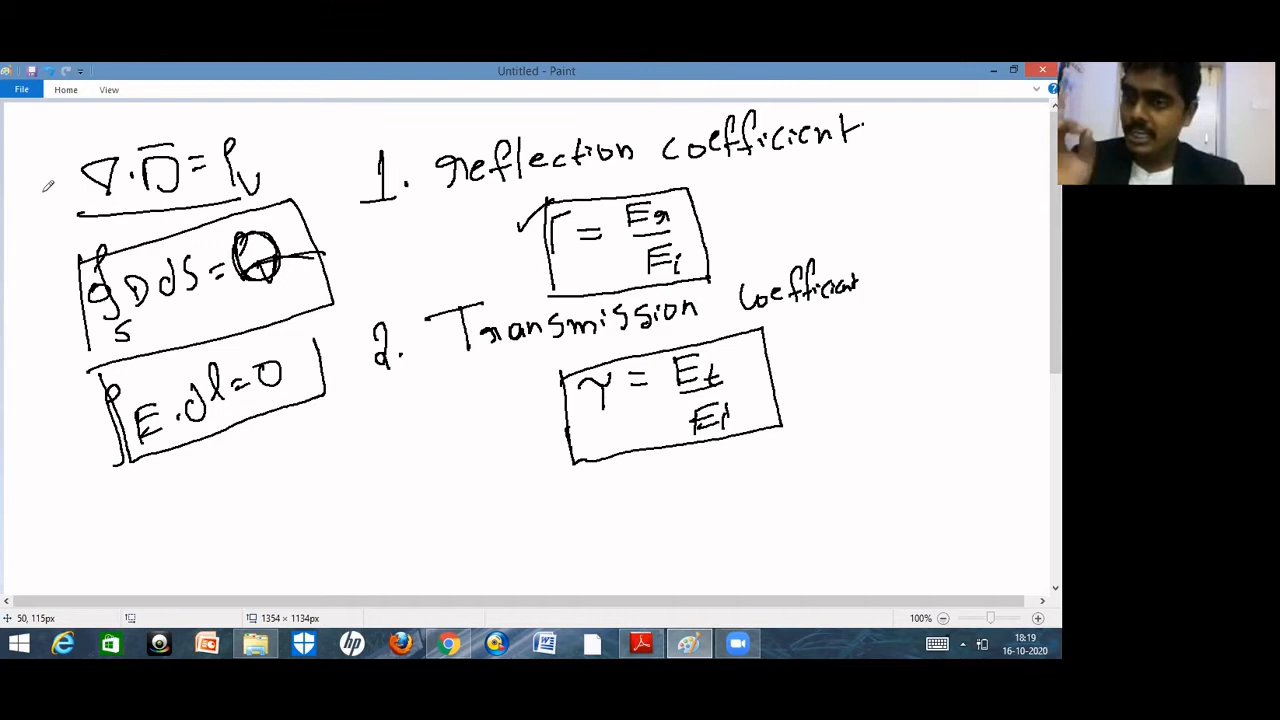 Untitled - Paint
File Home View
∇·D̅ = ρv
∮ D ds = Q
S
∫ E·dl = 0
1. reflection coefficient
Γ = Er / Ei
2. Transmission coefficient
τ = Et / Ei
50, 115px
1354 × 1134px
100%
18:19
16-10-2020